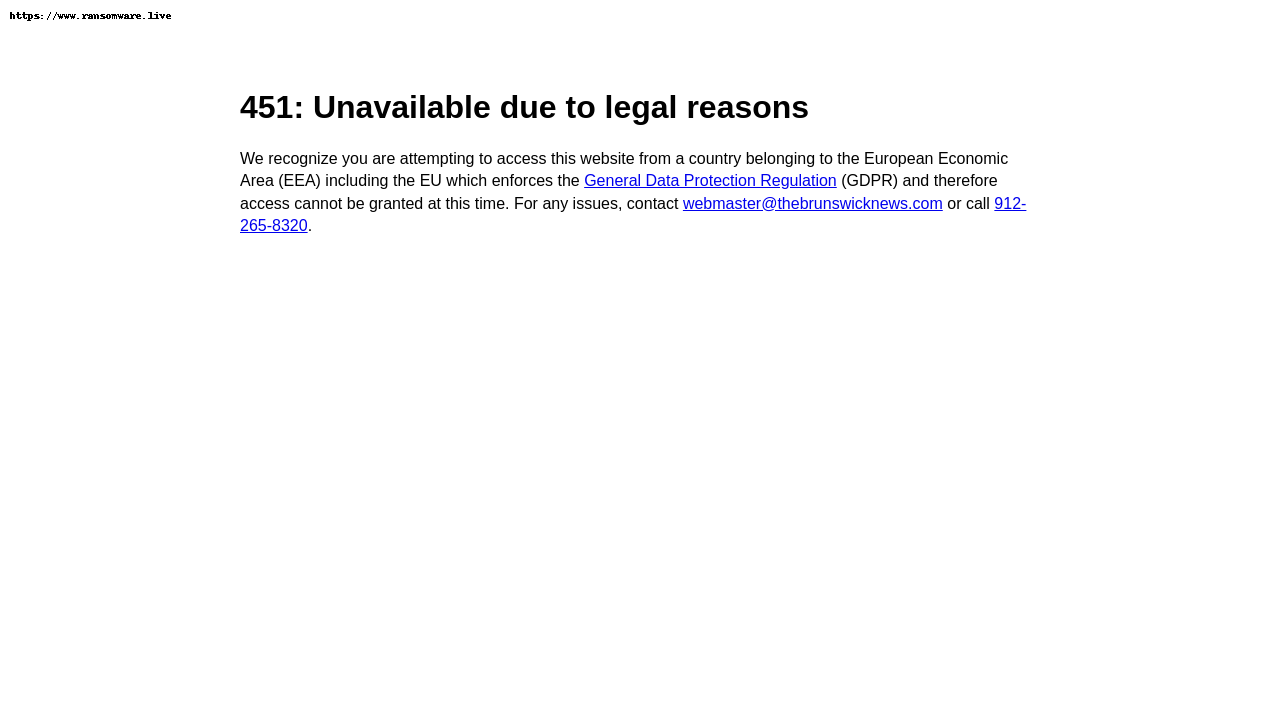 https://www.ransomware.live
451: Unavailable due to legal reasons
We recognize you are attempting to access this website from a country belonging to the European Economic
Area (EEA) including the EU which enforces the General Data Protection Regulation (GDPR) and therefore
access cannot be granted at this time. For any issues, contact webmaster@thebrunswicknews.com or call 912-
265-8320.